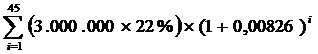 45
∑ (3.000.000 × 22 %) × (1 + 0,00826) ^i
i=1